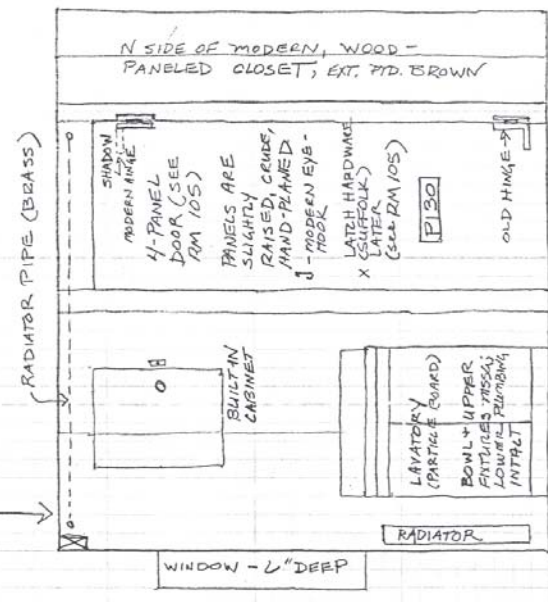 N SIDE OF MODERN, WOOD-
PANELED CLOSET, EXT. PTD. BROWN
RADIATOR PIPE (BRASS)
SHADOW
MODERN HINGE
4-PANEL
DOOR (SEE
RM 105)
PANELS ARE
SLIGHTLY
RAISED, CRUDE,
HAND-PLANED
- MODERN EYE-
HOOK
LATCH HARDWARE
X (SUFFOLK)
LATER
(see RM 105)
P130
OLD HINGE
BUILT-IN
CABINET
LAVATORY
(PARTICLE BOARD)
BOWL + UPPER
FIXTURES MISSG;
LOWER PLUMBING
INTACT
RADIATOR
WINDOW - 6" DEEP